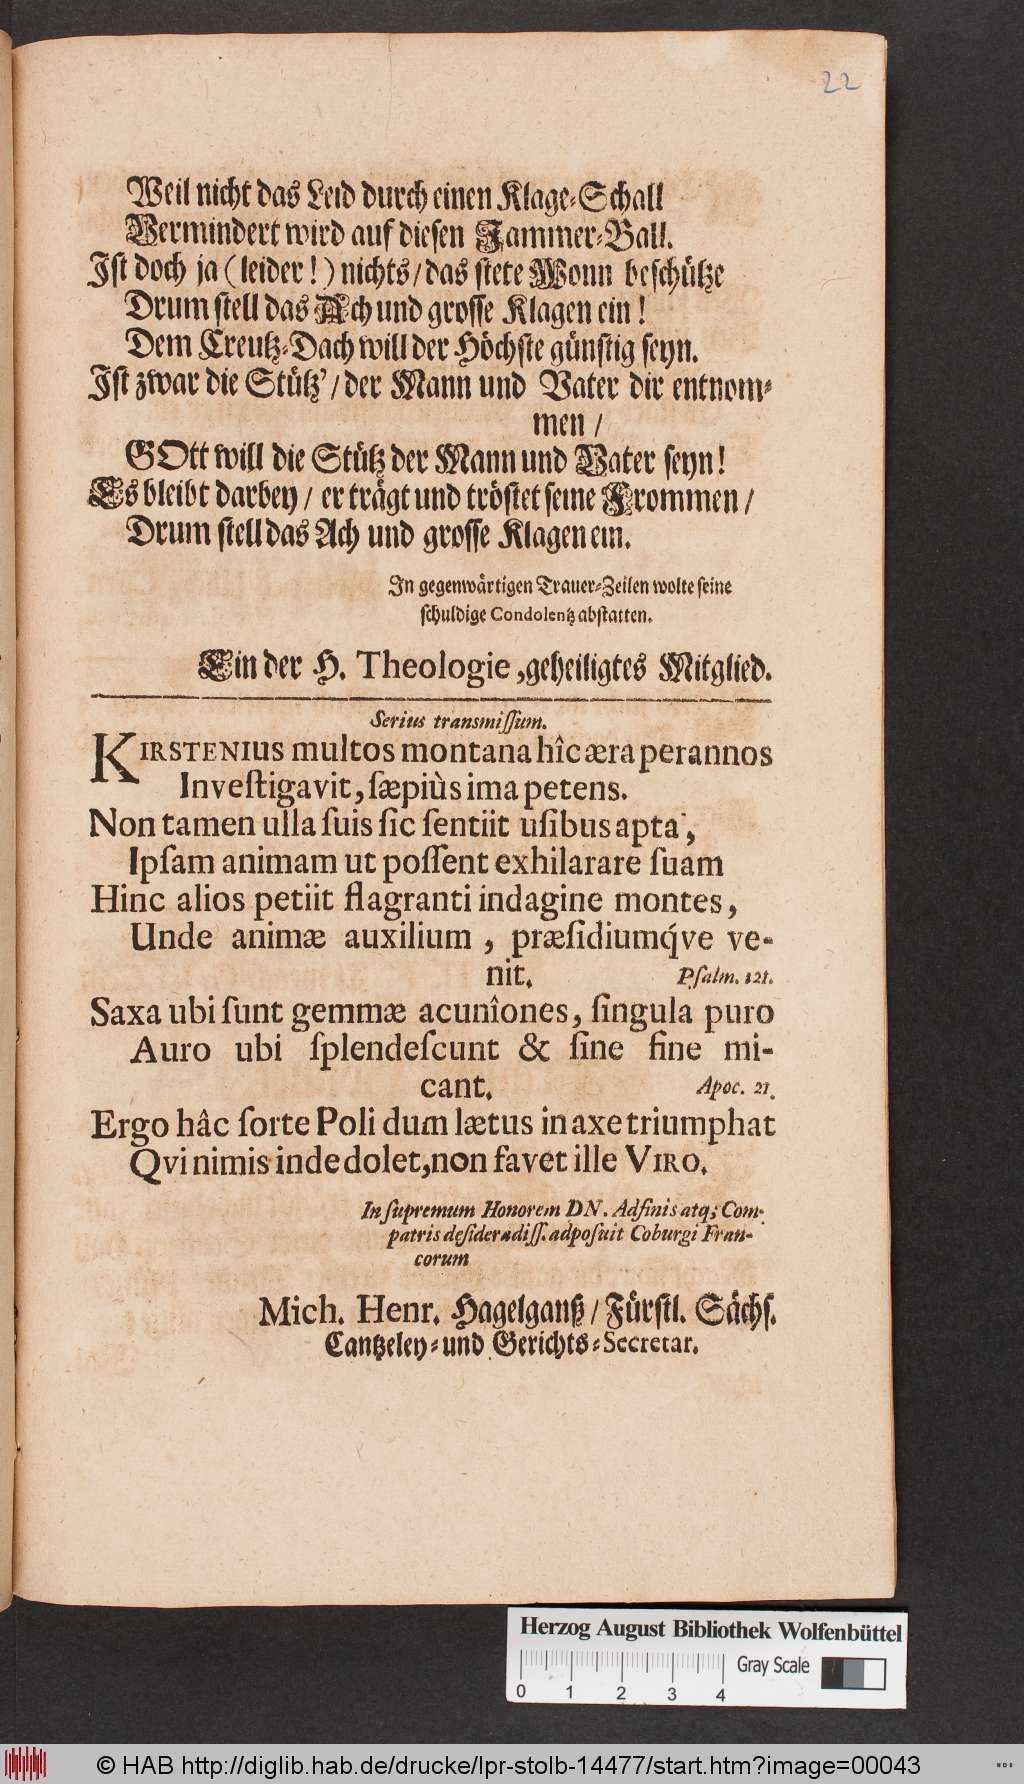 22
Weil nicht das Leid durch einen Klage-Schall
Vermindert wird auf diesen Jammer-Ball.
Ist doch ja (leider!) nichts/ das stete Wonn beschütze
Drum stell das Ach und grosse Klagen ein!
Dem Creutz-Dach will der Höchste günstig seyn.
Ist zwar die Stütz'/ der Mann und Vater dir entnom-
men /
GOtt will die Stütz der Mann und Vater seyn!
Es bleibt darbey/ er trägt und tröstet seine Frommen/
Drum stell das Ach und grosse Klagen ein.
In gegenwärtigen Trauer-Zeilen wolte seine
schuldige Condolentz abstatten.
Ein der H. Theologie, geheiligtes Mitglied.
Serius transmiſſum.
KIRSTENIUS multos montana hîc æra per annos
Inveſtigavit, ſæpiùs ima petens.
Non tamen ulla ſuis ſic ſentiit uſibus apta,
Ipſam animam ut poſſent exhilarare ſuam
Hinc alios petiit flagranti indagine montes,
Unde animæ auxilium, præſidiumq́ve ve-
nit. Pſalm. 121.
Saxa ubi ſunt gemmæ acunîones, ſingula puro
Auro ubi ſplendeſcunt & ſine fine mi-
cant. Apoc. 21.
Ergo hâc ſorte Poli dum lætus in axe triumphat
Qvi nimis inde dolet, non favet ille VIRO.
In ſupremum Honorem DN. Adfinis atq; Com-
patris deſideratiſſ. adpoſuit Coburgi Fran-
corum
Mich. Henr. Hagelganß/ Fürstl. Sächs.
Cantzeley- und Gerichts-Secretar.
Herzog August Bibliothek Wolfenbüttel
Gray Scale
0 1 2 3 4
© HAB http://diglib.hab.de/drucke/lpr-stolb-14477/start.htm?image=00043